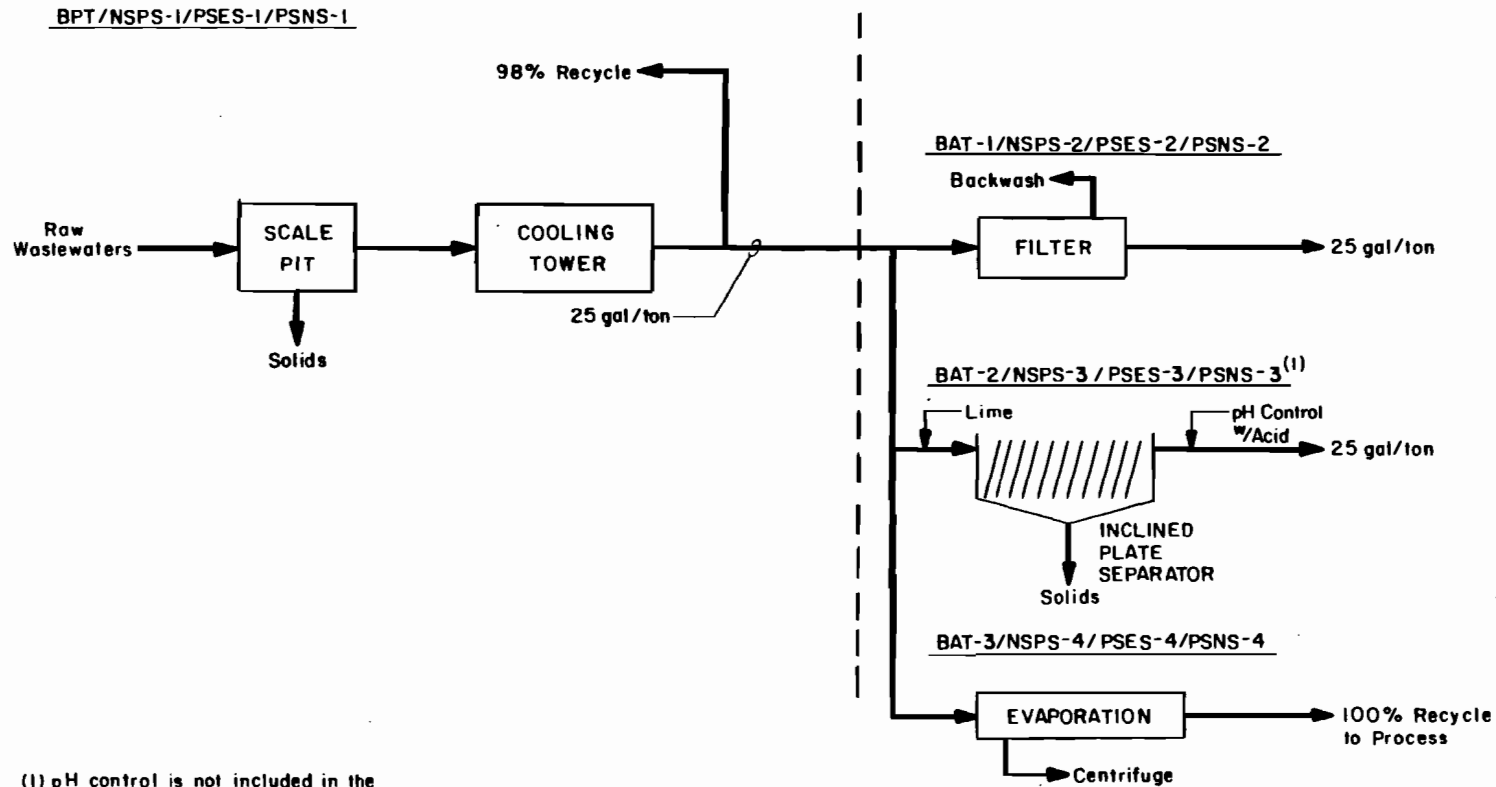 BPT/NSPS-1/PSES-1/PSNS-1
98% Recycle
Raw
Wastewaters
SCALE
PIT
Solids
COOLING
TOWER
25 gal/ton
BAT-1/NSPS-2/PSES-2/PSNS-2
Backwash
FILTER
25 gal/ton
BAT-2/NSPS-3/PSES-3/PSNS-3(1)
Lime
pH Control
w/Acid
25 gal/ton
INCLINED
PLATE
SEPARATOR
Solids
BAT-3/NSPS-4/PSES-4/PSNS-4
EVAPORATION
100% Recycle
to Process
Centrifuge
(1) pH control is not included in the